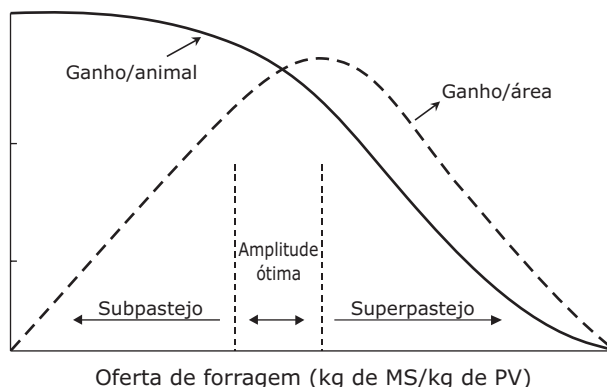 Ganho/animal
Ganho/área
Amplitude
ótima
Subpastejo
Superpastejo
Oferta de forragem (kg de MS/kg de PV)